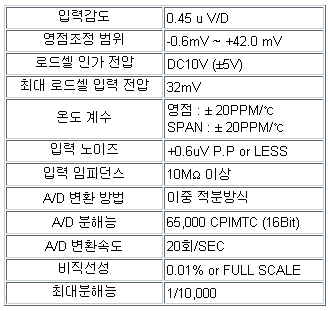 입력감도 0.45 u V/D
영점조정 범위 -0.6mV ~ +42.0 mV
로드셀 인가 전압 DC10V (±5V)
최대 로드셀 입력 전압 32mV
온도 계수 영점 : ± 20PPM/℃
SPAN : ± 20PPM/℃
입력 노이즈 +0.6uV P.P or LESS
입력 임피던스 10MΩ 이상
A/D 변환 방법 이중 적분방식
A/D 분해능 65,000 CPIMTC (16Bit)
A/D 변환속도 20회/SEC
비직선성 0.01% or FULL SCALE
최대분해능 1/10,000